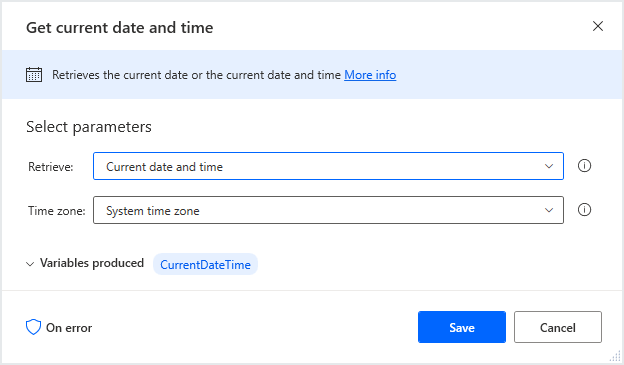 Get current date and time
Retrieves the current date or the current date and time More info
Select parameters
Retrieve: Current date and time
Time zone: System time zone
Variables produced CurrentDateTime
On error Save Cancel